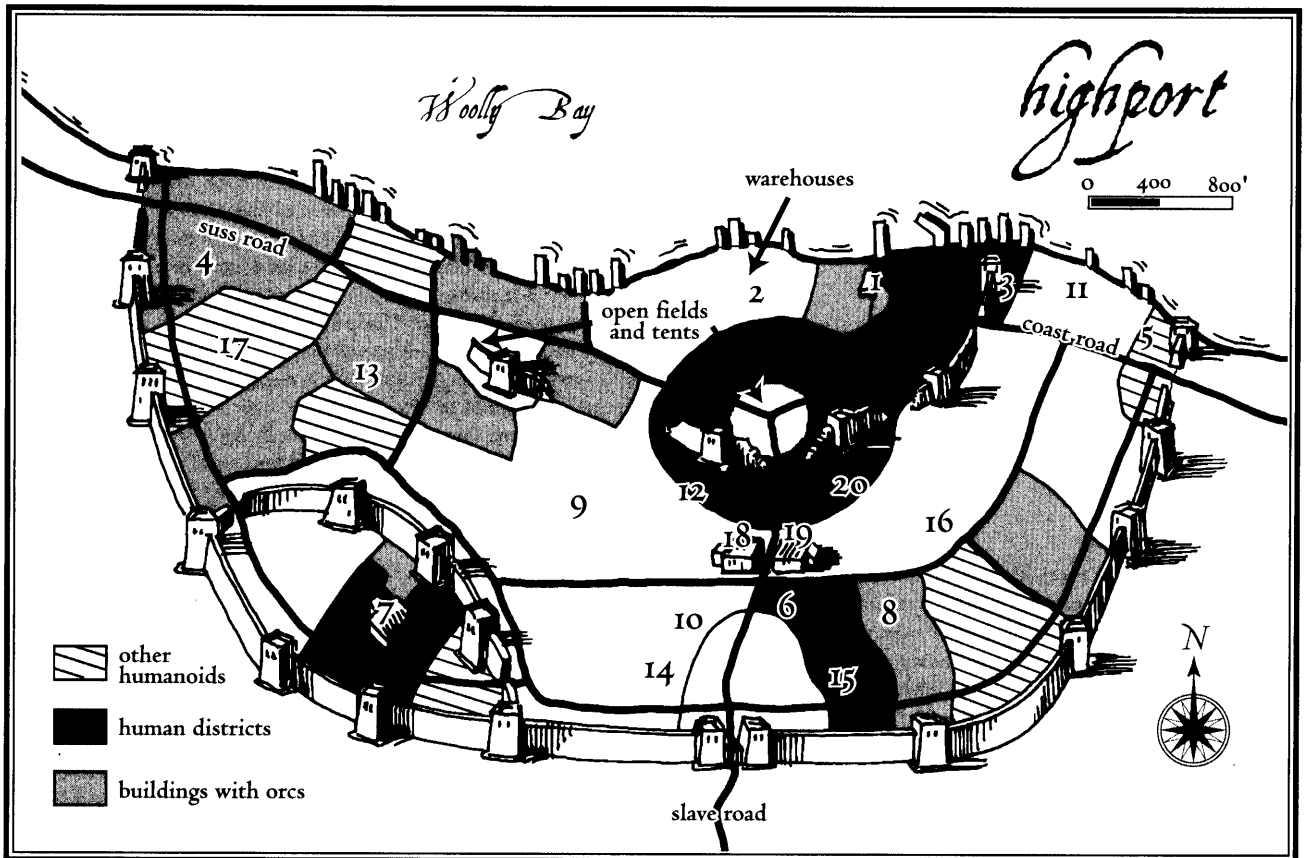 highport
Woolly Bay
0 400 800'
warehouses
suss road
4
2
1
3
11
open fields
and tents
coast road
5
17
13
12
20
9
16
18
19
7
10
6
8
14
15
other
humanoids
human districts
buildings with orcs
N
slave road